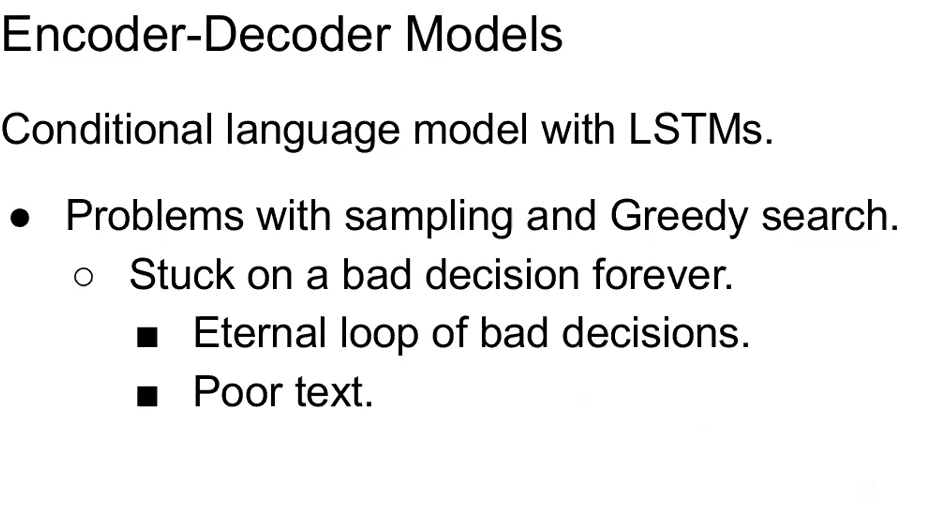 Encoder-Decoder Models
Conditional language model with LSTMs.
● Problems with sampling and Greedy search.
○ Stuck on a bad decision forever.
■ Eternal loop of bad decisions.
■ Poor text.